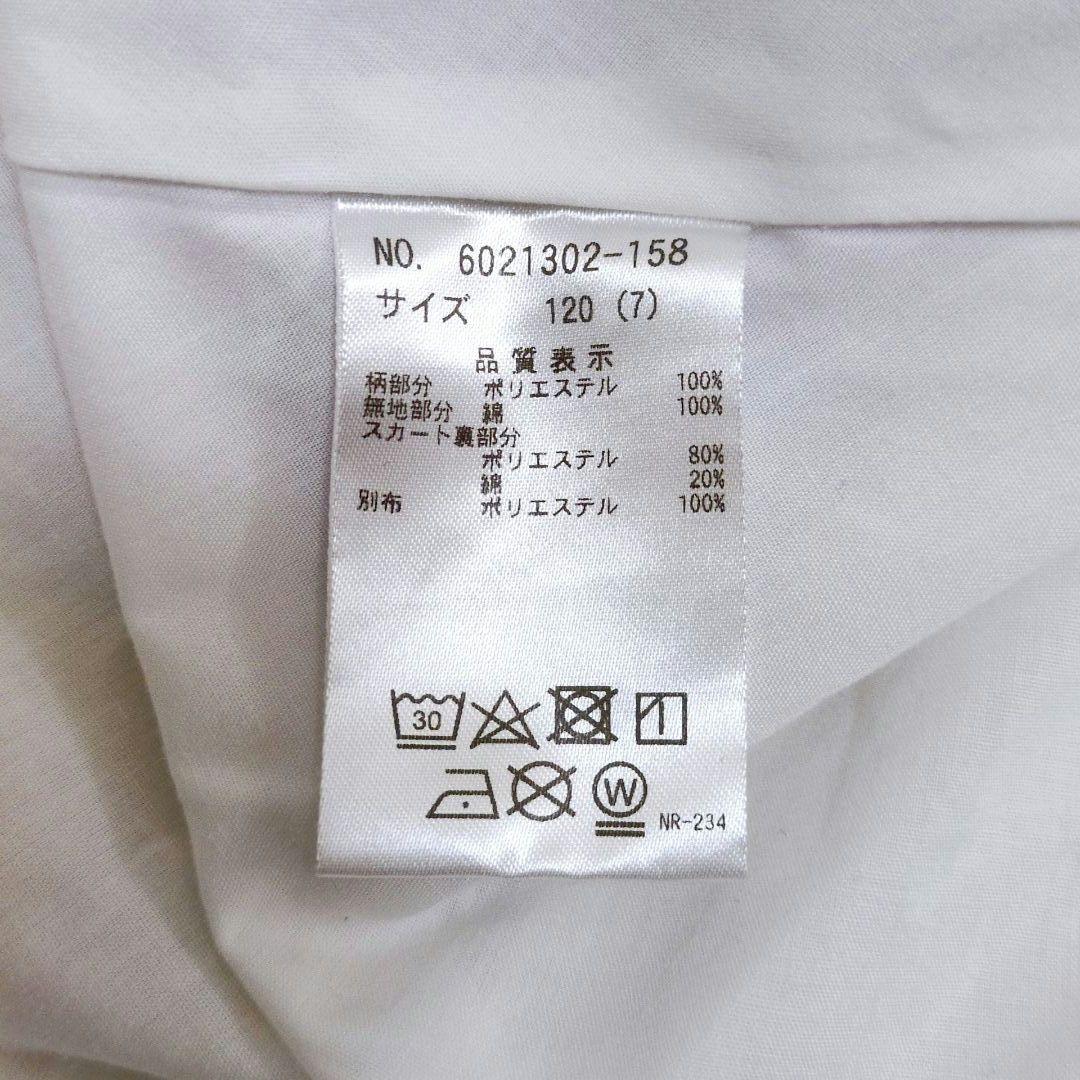 NO. 6021302-158
サイズ 120 (7)
品質表示
柄部分 ポリエステル 100%
無地部分 綿 100%
スカート裏部分
ポリエステル 80%
綿 20%
別布 ポリエステル 100%
30
W NR-234